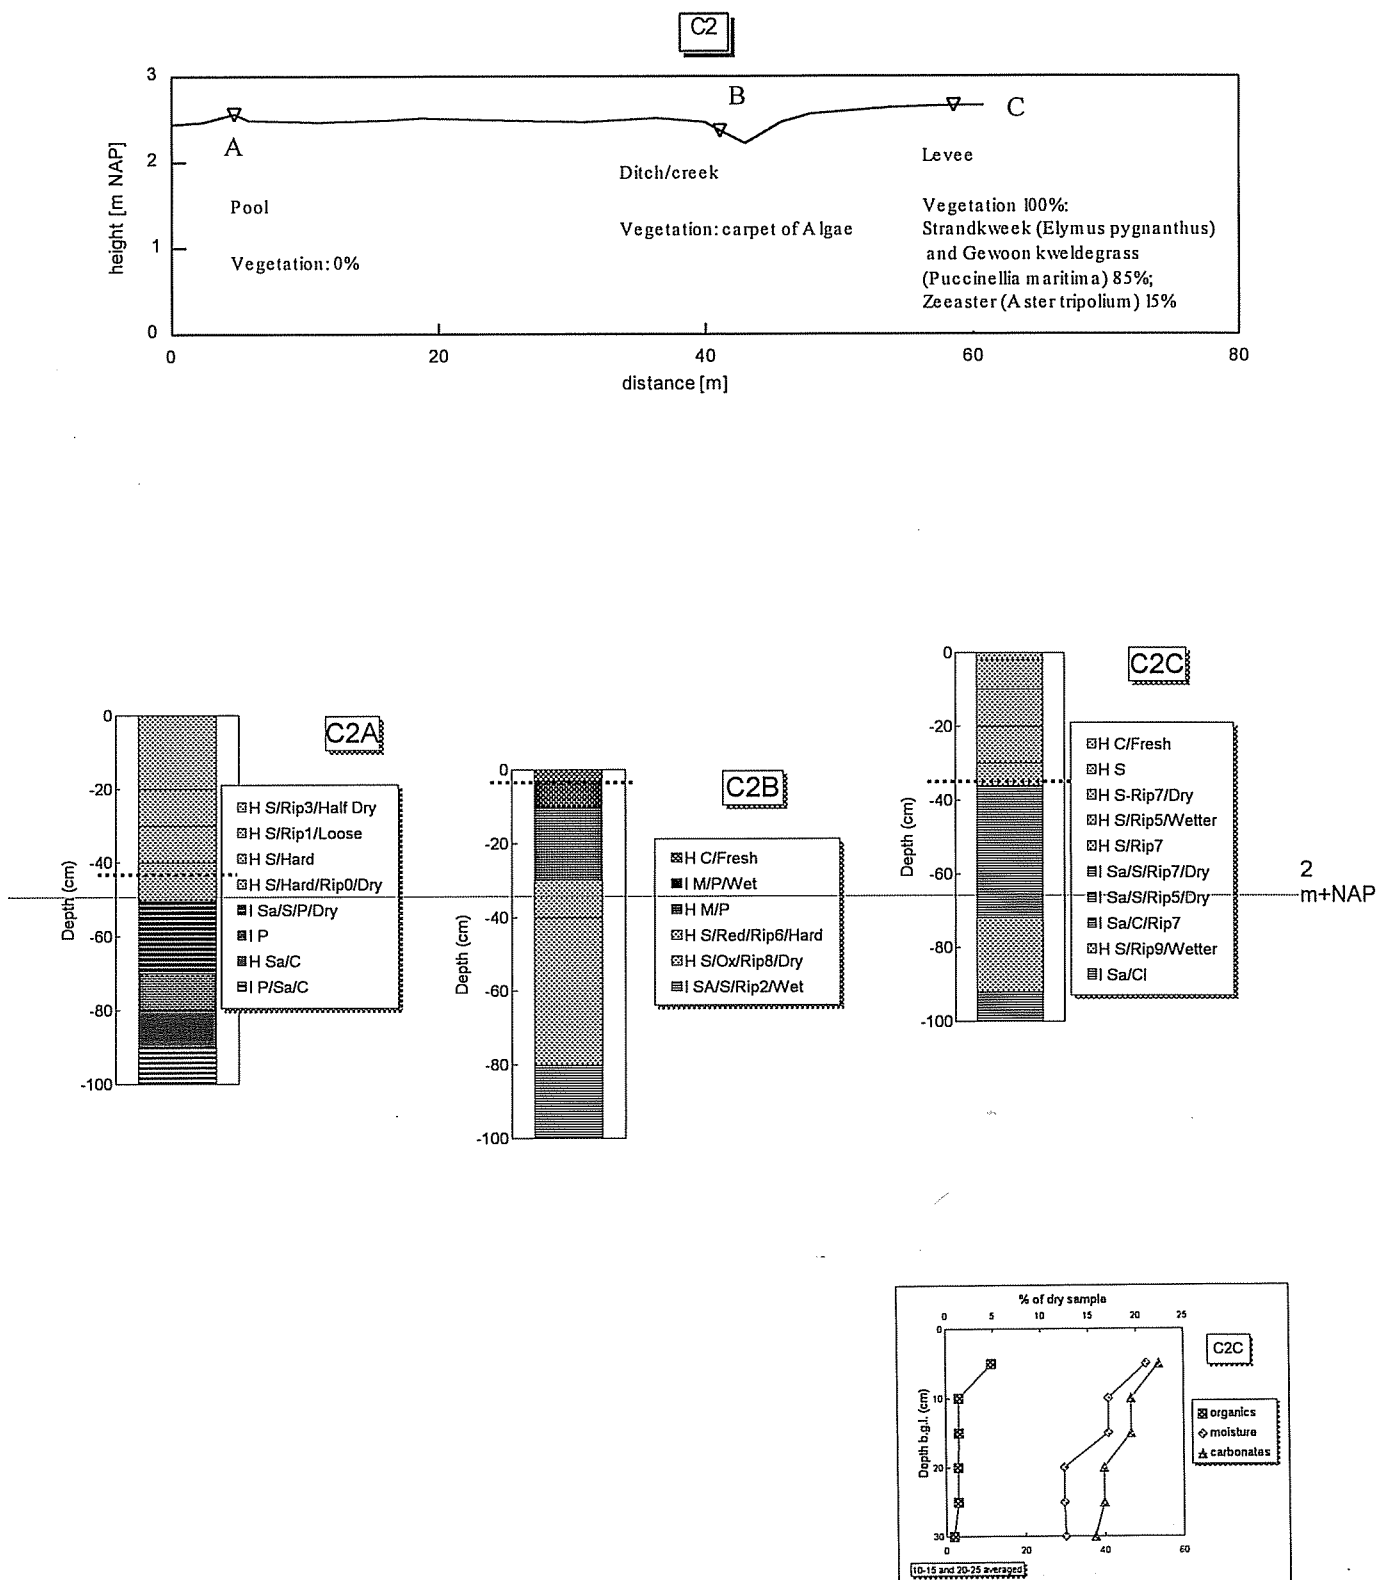 C2
3
2
1
0
height [m NAP]
A
B
C
Pool
Vegetation: 0%
Ditch/creek
Vegetation: carpet of Algae
Levee
Vegetation 100%:
Strandkweek (Elymus pygnanthus)
and Gewoon kweldegrass
(Puccinellia maritima) 85%;
Zeeaster (Aster tripolium) 15%
0 20 40 60 80
distance [m]
C2A
0
-20
-40
-60
-80
-100
Depth (cm)
H S/Rip3/Half Dry
H S/Rip1/Loose
H S/Hard
H S/Hard/Rip0/Dry
I Sa/S/P/Dry
I P
H Sa/C
I P/Sa/C
C2B
0
-20
-40
-60
-80
-100
Depth (cm)
H C/Fresh
I M/P/Wet
H M/P
H S/Red/Rip6/Hard
H S/Ox/Rip8/Dry
I SA/S/Rip2/Wet
C2C
0
-20
-40
-60
-80
-100
Depth (cm)
H C/Fresh
H S
H S-Rip7/Dry
H S/Rip5/Wetter
H S/Rip7
I Sa/S/Rip7/Dry
I Sa/S/Rip5/Dry
I Sa/C/Rip7
H S/Rip9/Wetter
I Sa/Cl
2
m+NAP
% of dry sample
0 5 10 15 20 25
0
10
20
30
Depth b.g.l. (cm)
C2C
organics
moisture
carbonates
0 20 40 60
10-15 and 20-25 averaged